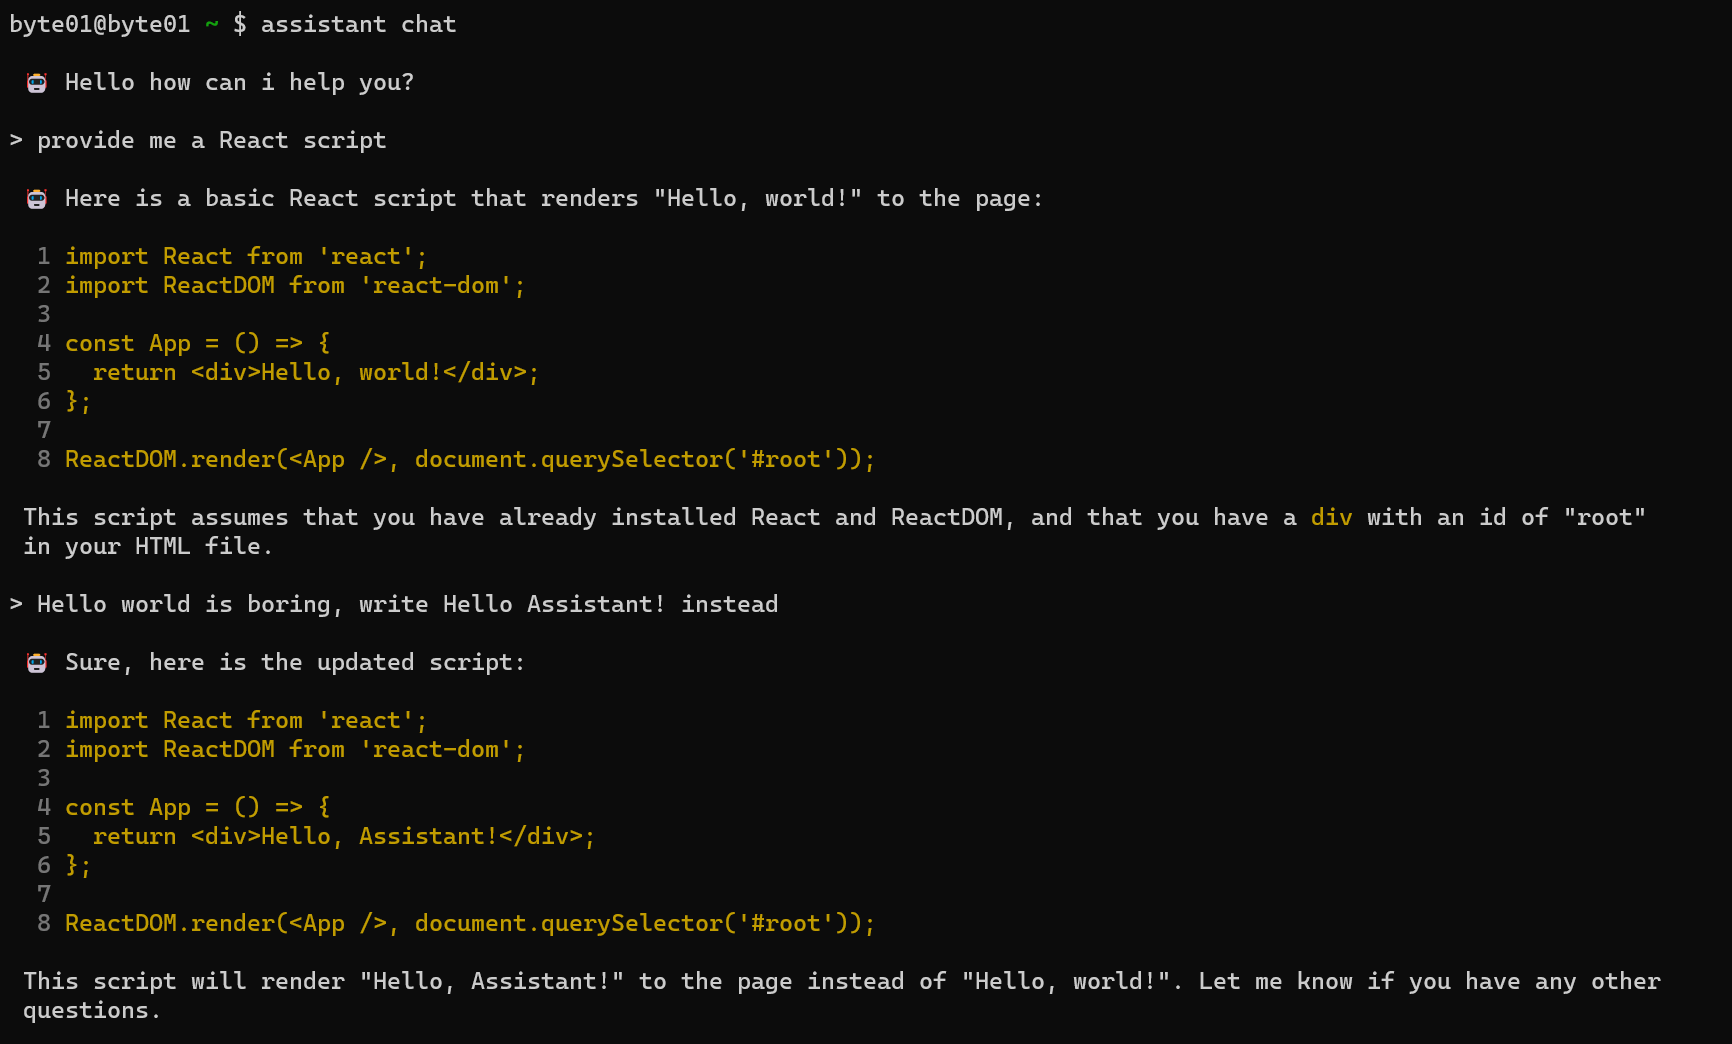 byte01@byte01 ~ $ assistant chat
Hello how can i help you?
> provide me a React script
Here is a basic React script that renders "Hello, world!" to the page:
1 import React from 'react';
2 import ReactDOM from 'react-dom';
3
4 const App = () => {
5   return <div>Hello, world!</div>;
6 };
7
8 ReactDOM.render(<App />, document.querySelector('#root'));
This script assumes that you have already installed React and ReactDOM, and that you have a div with an id of "root"
in your HTML file.
> Hello world is boring, write Hello Assistant! instead
Sure, here is the updated script:
1 import React from 'react';
2 import ReactDOM from 'react-dom';
3
4 const App = () => {
5   return <div>Hello, Assistant!</div>;
6 };
7
8 ReactDOM.render(<App />, document.querySelector('#root'));
This script will render "Hello, Assistant!" to the page instead of "Hello, world!". Let me know if you have any other
questions.